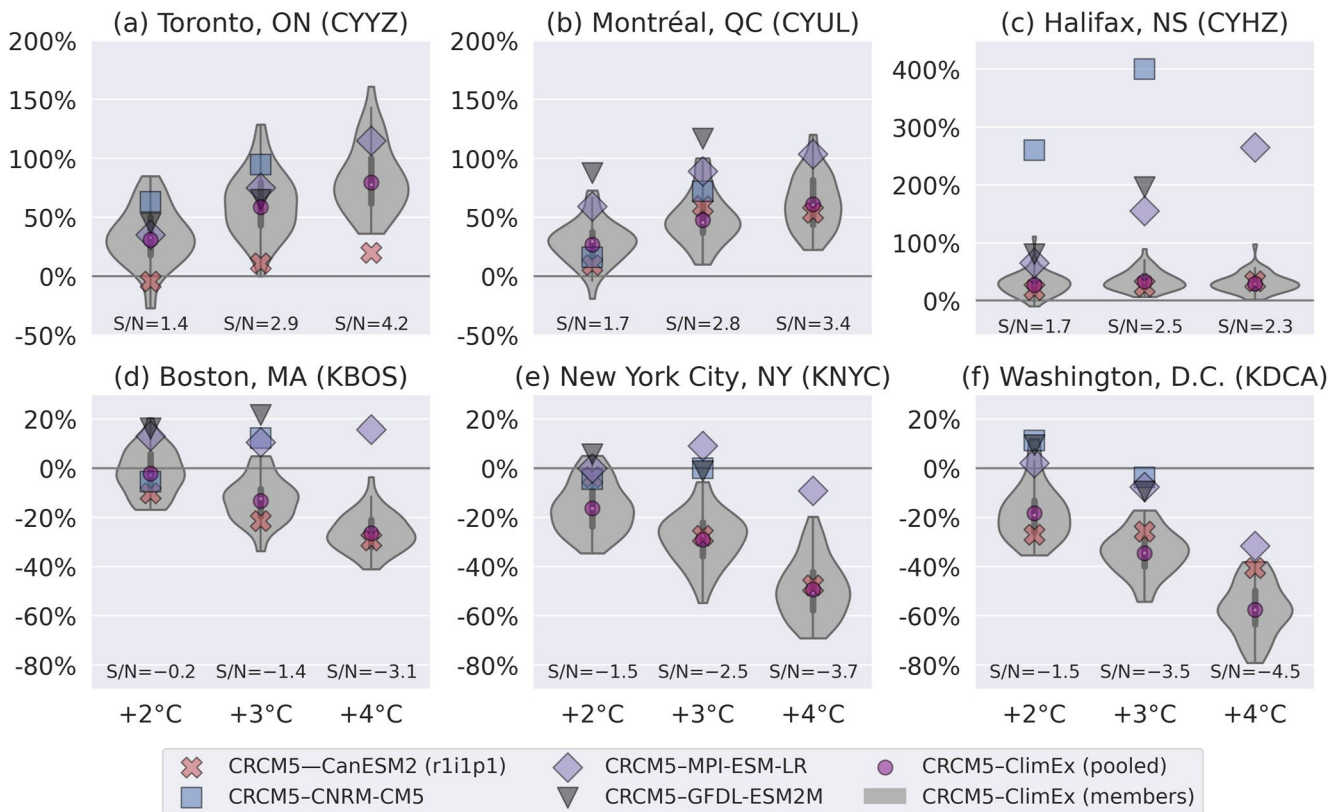 (a) Toronto, ON (CYYZ)
(b) Montréal, QC (CYUL)
(c) Halifax, NS (CYHZ)
200%
150%
100%
50%
0%
-50%
S/N=1.4
S/N=2.9
S/N=4.2
200%
150%
100%
50%
0%
-50%
S/N=1.7
S/N=2.8
S/N=3.4
400%
300%
200%
100%
0%
S/N=1.7
S/N=2.5
S/N=2.3
(d) Boston, MA (KBOS)
(e) New York City, NY (KNYC)
(f) Washington, D.C. (KDCA)
20%
0%
-20%
-40%
-60%
-80%
S/N=−0.2
S/N=−1.4
S/N=−3.1
+2°C
+3°C
+4°C
20%
0%
-20%
-40%
-60%
-80%
S/N=−1.5
S/N=−2.5
S/N=−3.7
+2°C
+3°C
+4°C
20%
0%
-20%
-40%
-60%
-80%
S/N=−1.5
S/N=−3.5
S/N=−4.5
+2°C
+3°C
+4°C
CRCM5—CanESM2 (r1i1p1)
CRCM5–CNRM-CM5
CRCM5–MPI-ESM-LR
CRCM5–GFDL-ESM2M
CRCM5–ClimEx (pooled)
CRCM5–ClimEx (members)